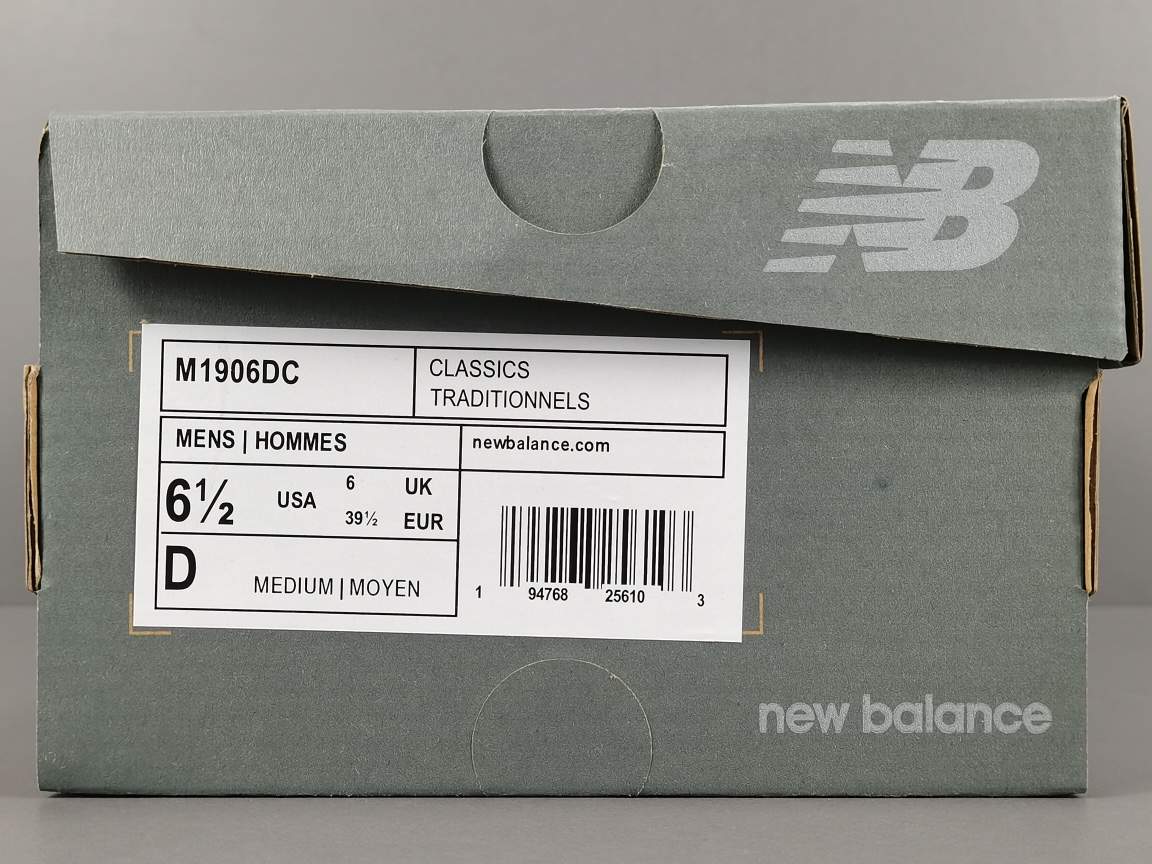 NB
M1906DC
CLASSICS
TRADITIONNELS
MENS | HOMMES
newbalance.com
6½ USA 6 UK
39½ EUR
D MEDIUM | MOYEN
1 94768 25610 3
new balance